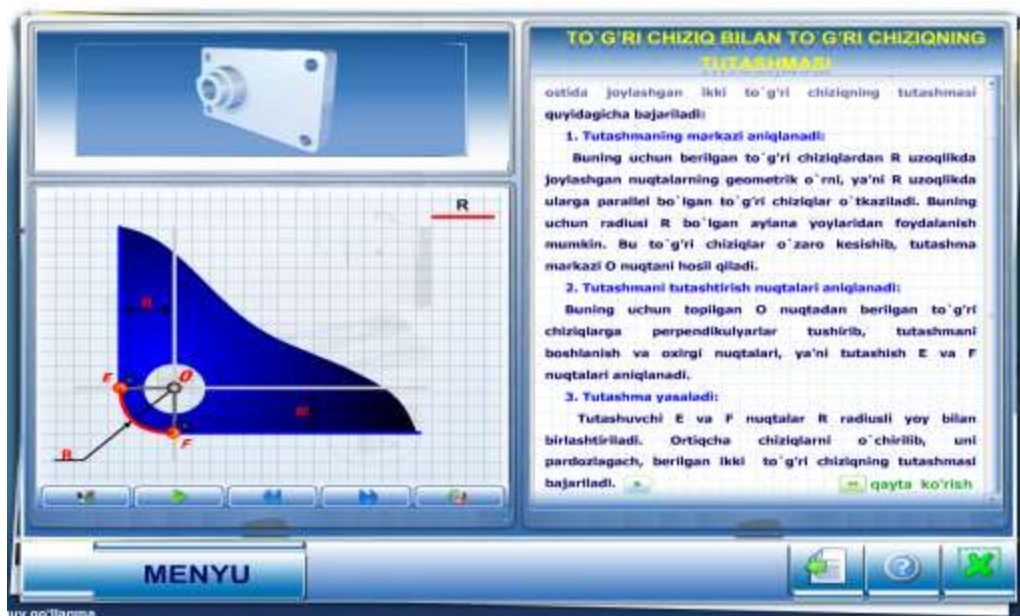 TO`G'RI CHIZIQ BILAN TO`G'RI CHIZIQNING
TUTASHMASI
ostida joylashgan ikki to`g'ri chiziqning tutashmasi
quyidagicha bajariladi:
1. Tutashmaning markazi aniqlanadi:
Buning uchun berilgan to`g'ri chiziqlardan R uzoqlikda
joylashgan nuqtalarning geometrik o`rni, ya'ni R uzoqlikda
ularga parallel bo`lgan to`g'ri chiziqlar o`tkaziladi. Buning
uchun radiusi R bo`lgan aylana yoylaridan foydalanish
mumkin. Bu to`g'ri chiziqlar o`zaro kesishib, tutashma
markazi O nuqtani hosil qiladi.
2. Tutashmani tutashtirish nuqtalari aniqlanadi:
Buning uchun topilgan O nuqtadan berilgan to`g'ri
chiziqlarga perpendikulyarlar tushirib, tutashmani
boshlanish va oxirgi nuqtalari, ya'ni tutashish E va F
nuqtalari aniqlanadi.
3. Tutashma yasaladi:
Tutashuvchi E va F nuqtalar R radiusli yoy bilan
birlashtiriladi. Ortiqcha chiziqlarni o`chirilib, uni
pardozlagach, berilgan ikki to`g'ri chiziqning tutashmasi
bajariladi.
qayta ko'rish
R
R
E
O
R
F
R
MENYU
uv qo'llanma